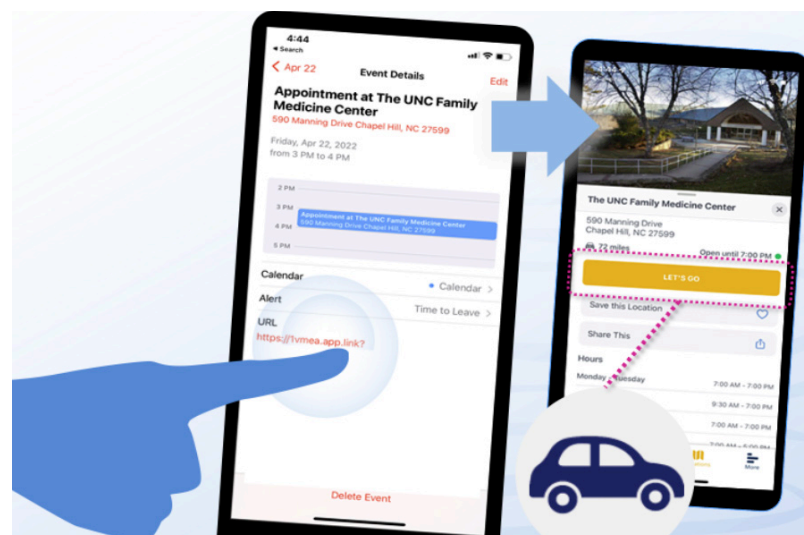 4:44
Search
Apr 22
Event Details
Edit
Appointment at The UNC Family
Medicine Center
590 Manning Drive Chapel Hill, NC 27599
Friday, Apr 22, 2022
from 3 PM to 4 PM
2 PM
3 PM
Appointment at The UNC Family Medicine Center
590 Manning Drive Chapel Hill, NC 27599
4 PM
5 PM
Calendar
Calendar
Alert
Time to Leave
URL
https://1vmea.app.link?
Delete Event
The UNC Family Medicine Center
590 Manning Drive
Chapel Hill, NC 27599
72 miles
Open until 7:00 PM
LET'S GO
Save this Location
Share This
Hours
Monday - Tuesday
7:00 AM - 7:00 PM
9:30 AM - 7:00 PM
7:00 AM - 7:00 PM
More